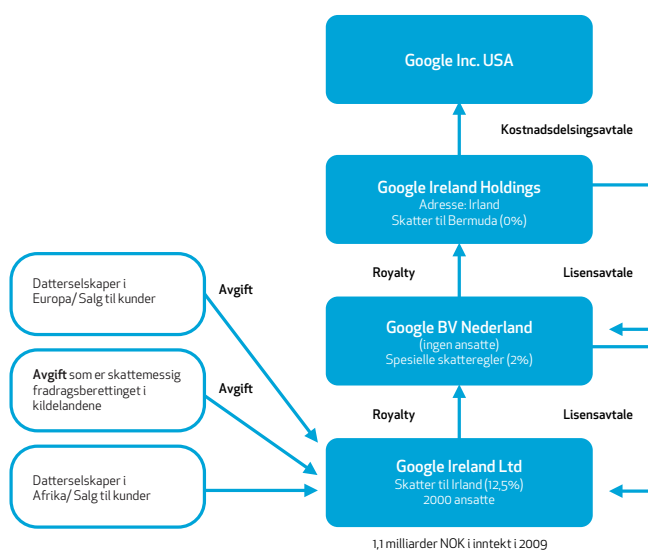 Google Inc. USA
Kostnadsdelingsavtale
Google Ireland Holdings
Adresse: Irland
Skatter til Bermuda (0%)
Royalty
Lisensavtale
Datterselskaper i
Europa/Salg til kunder
Avgift
Google BV Nederland
(ingen ansatte)
Spesielle skatteregler (2%)
Avgift som er skattemessig
fradragsberettinget i
kildelandene
Avgift
Royalty
Lisensavtale
Datterselskaper i
Afrika/Salg til kunder
Google Ireland Ltd
Skatter til Irland (12,5%)
2000 ansatte
1,1 milliarder NOK i inntekt i 2009